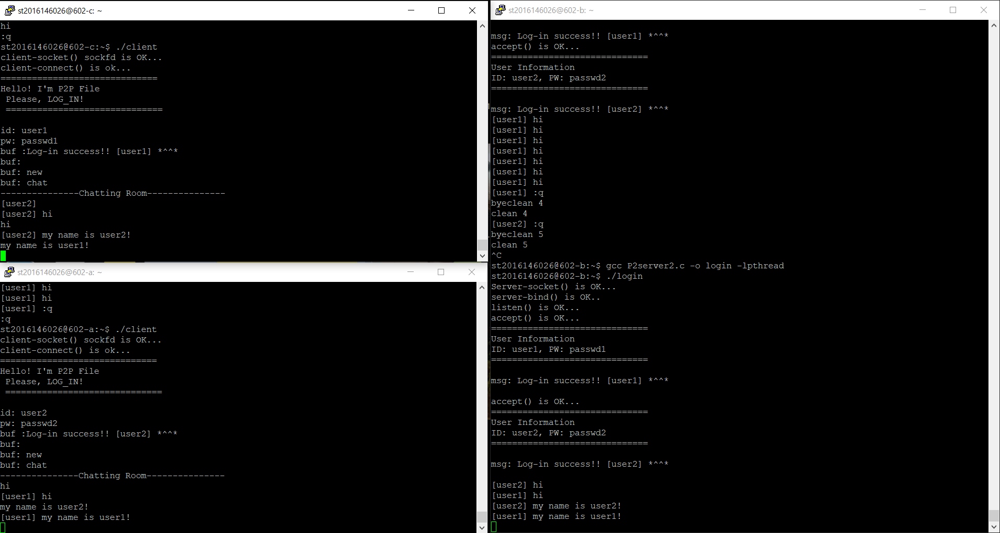 st2016146026@602-c: ~
hi
:q
st2016146026@602-c:~$ ./client
client-socket() sockfd is OK...
client-connect() is ok...
==============================
Hello! I'm P2P File
 Please, LOG_IN!
 ==============================
id: user1
pw: passwd1
buf :Log-in success!! [user1] *^^*
buf:
buf: new
buf: chat
---------------Chatting Room---------------
[user2]
[user2] hi
hi
[user2] my name is user2!
my name is user1!
st2016146026@602-a: ~
[user1] hi
[user1] hi
[user1] :q
:q
st2016146026@602-a:~$ ./client
client-socket() sockfd is OK...
client-connect() is ok...
==============================
Hello! I'm P2P File
 Please, LOG_IN!
 ==============================
id: user2
pw: passwd2
buf :Log-in success!! [user2] *^^*
buf:
buf: new
buf: chat
---------------Chatting Room---------------
hi
[user1] hi
my name is user2!
[user1] my name is user1!
st2016146026@602-b: ~
msg: Log-in success!! [user1] *^^*
accept() is OK...
==============================
User Information
ID: user2, PW: passwd2
==============================
msg: Log-in success!! [user2] *^^*
[user1] hi
[user1] hi
[user1] hi
[user1] hi
[user1] hi
[user1] hi
[user1] hi
[user1] :q
byeclean 4
clean 4
[user2] :q
byeclean 5
clean 5
^C
st2016146026@602-b:~$ gcc P2server2.c -o login -lpthread
st2016146026@602-b:~$ ./login
Server-socket() is OK...
server-bind() is OK..
listen() is OK...
accept() is OK...
==============================
User Information
ID: user1, PW: passwd1
==============================
msg: Log-in success!! [user1] *^^*
accept() is OK...
==============================
User Information
ID: user2, PW: passwd2
==============================
msg: Log-in success!! [user2] *^^*
[user2] hi
[user1] hi
[user2] my name is user2!
[user1] my name is user1!